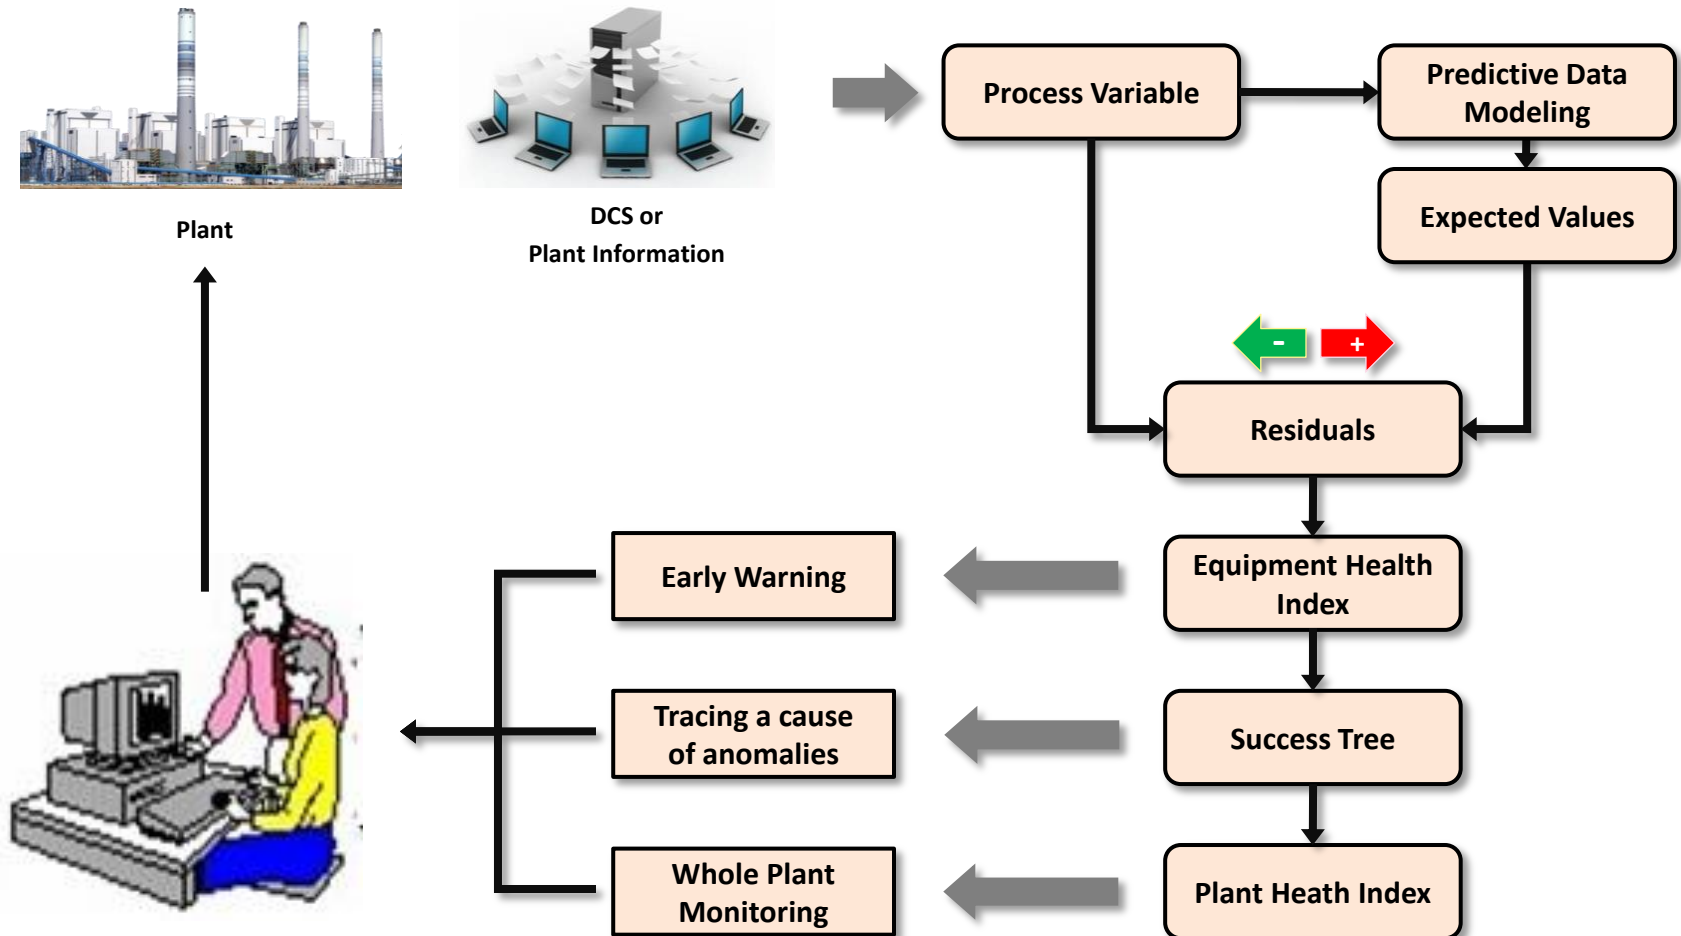 Plant
DCS or
Plant Information
Process Variable
Predictive Data
Modeling
Expected Values
-
+
Residuals
Equipment Health
Index
Early Warning
Success Tree
Tracing a cause
of anomalies
Plant Heath Index
Whole Plant
Monitoring